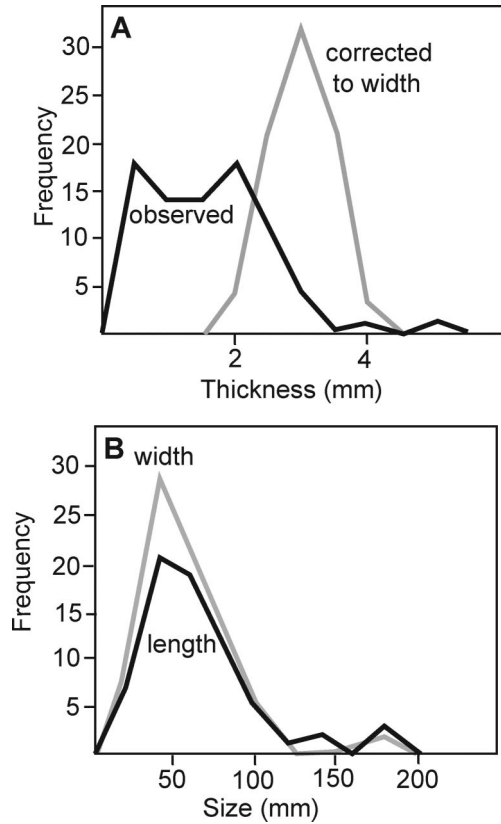 A
30
25
20
15
10
5
Frequency
corrected
to width
observed
2
4
Thickness (mm)
B
width
30
25
20
15
10
5
Frequency
length
50
100
150
200
Size (mm)